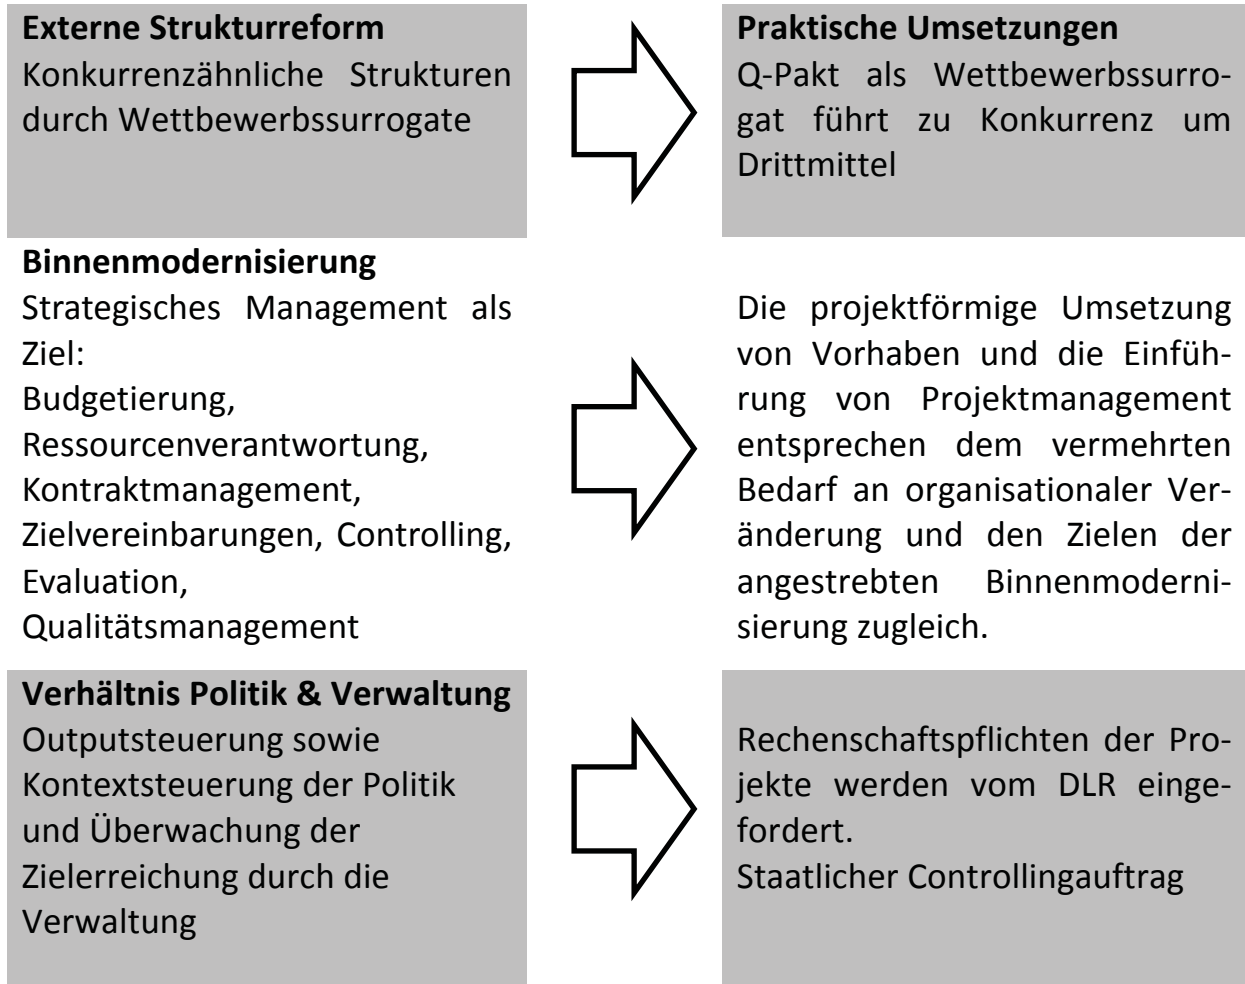 Externe Strukturreform
Konkurrenzähnliche Strukturen
durch Wettbewerbssurrogate
Praktische Umsetzungen
Q-Pakt als Wettbewerbssurro-
gat führt zu Konkurrenz um
Drittmittel
Binnenmodernisierung
Strategisches Management als
Ziel:
Budgetierung,
Ressourcenverantwortung,
Kontraktmanagement,
Zielvereinbarungen, Controlling,
Evaluation,
Qualitätsmanagement
Die projektförmige Umsetzung
von Vorhaben und die Einfüh-
rung von Projektmanagement
entsprechen dem vermehrten
Bedarf an organisationaler Ver-
änderung und den Zielen der
angestrebten Binnenmoderni-
sierung zugleich.
Verhältnis Politik & Verwaltung
Outputsteuerung sowie
Kontextsteuerung der Politik
und Überwachung der
Zielerreichung durch die
Verwaltung
Rechenschaftspflichten der Pro-
jekte werden vom DLR einge-
fordert.
Staatlicher Controllingauftrag